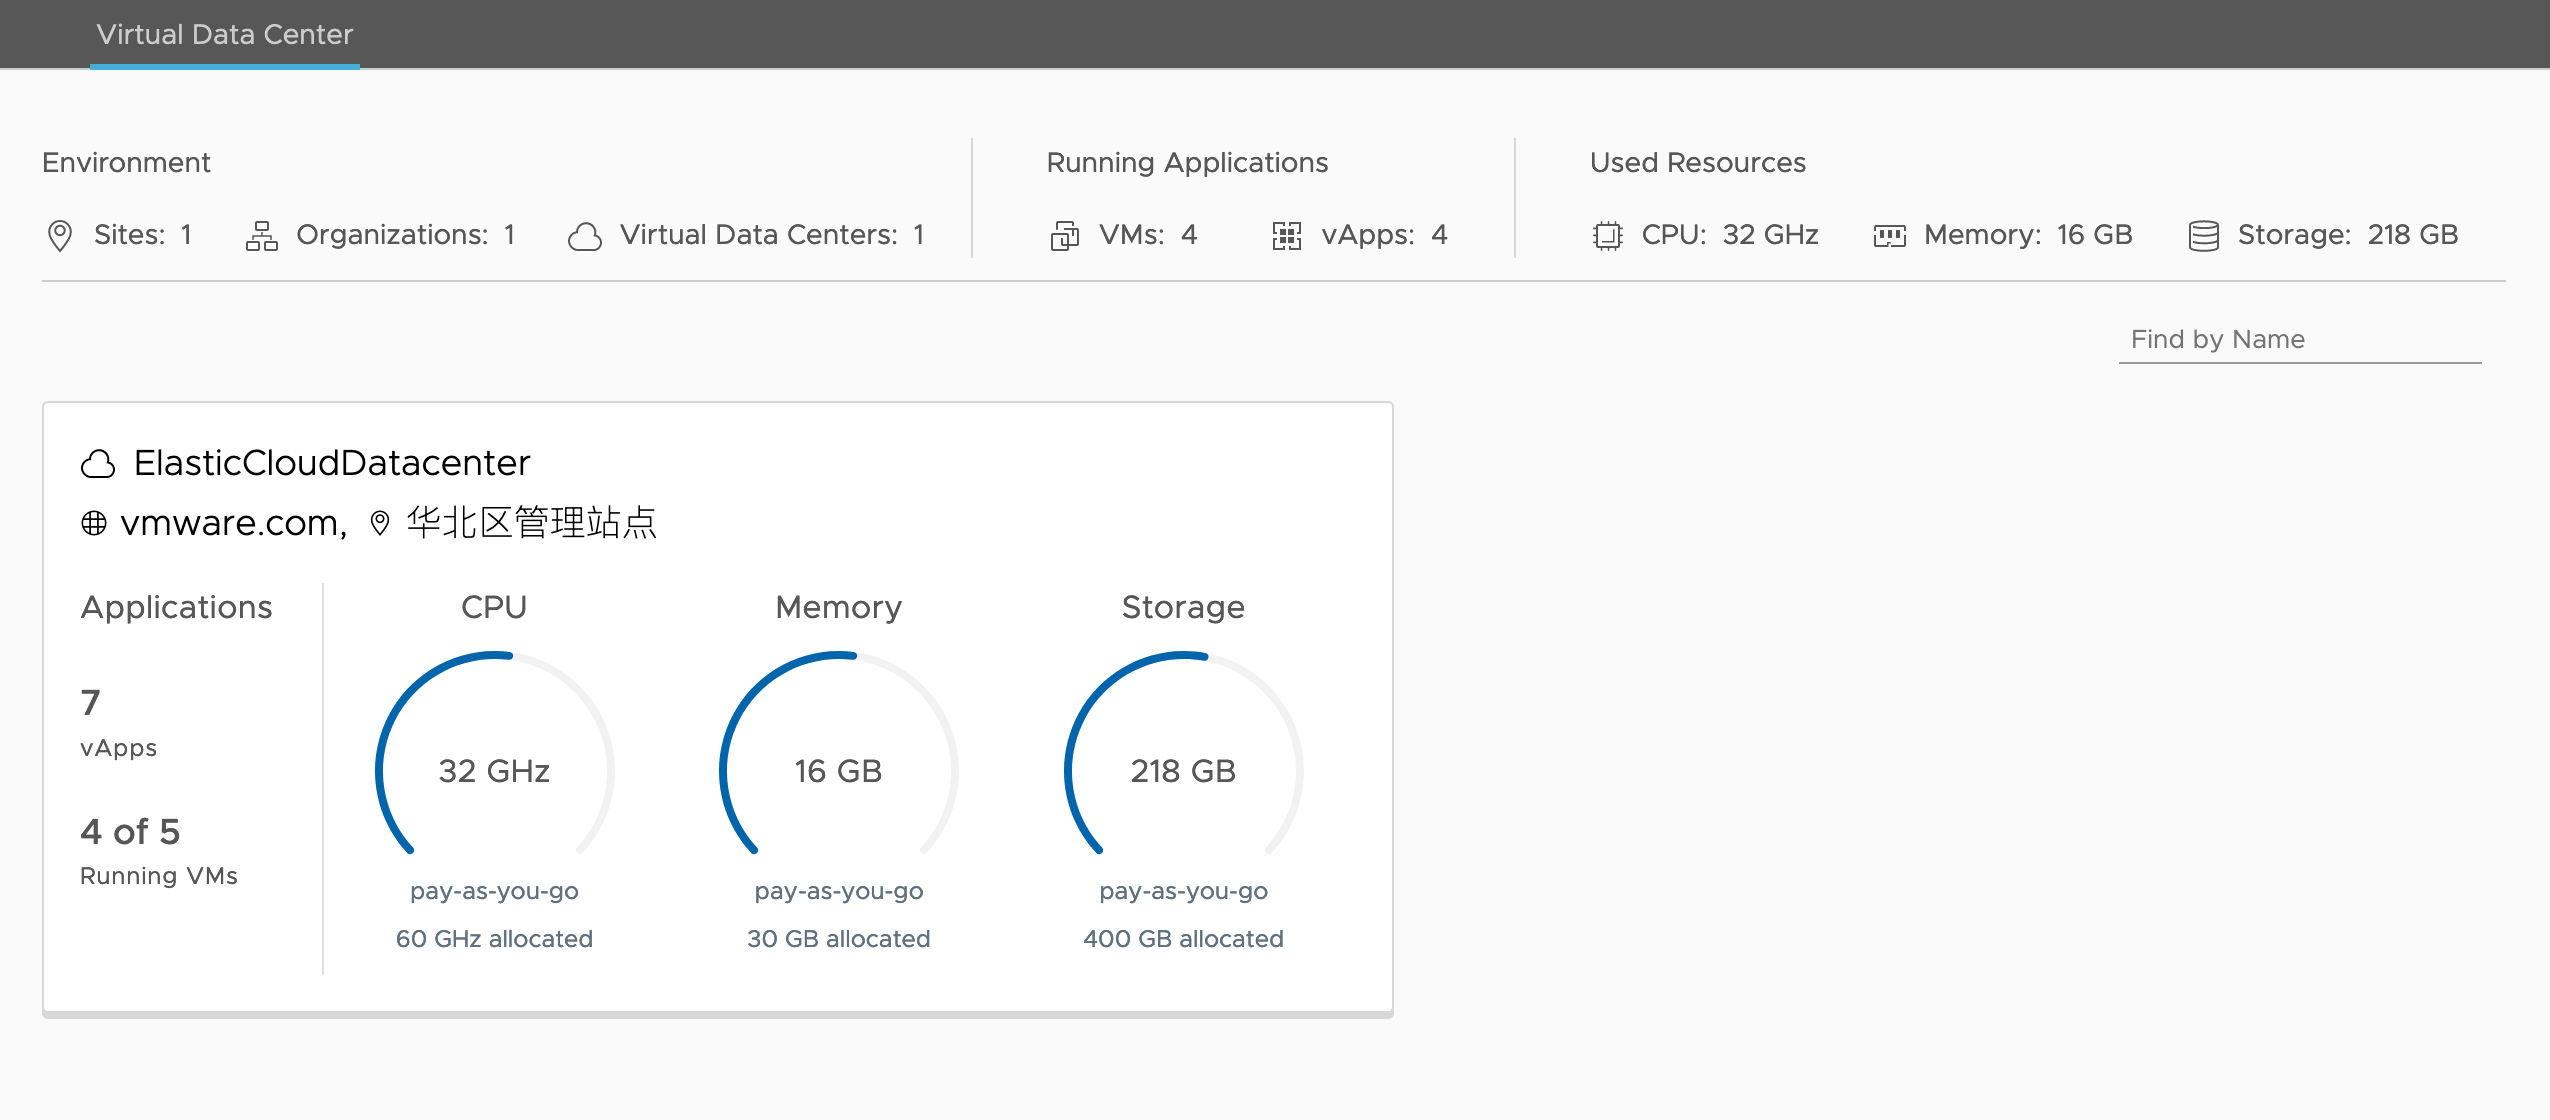 Virtual Data Center
Environment
Sites: 1 Organizations: 1 Virtual Data Centers: 1
Running Applications
VMs: 4 vApps: 4
Used Resources
CPU: 32 GHz Memory: 16 GB Storage: 218 GB
Find by Name
ElasticCloudDatacenter
vmware.com, 华北区管理站点
Applications
7
vApps
4 of 5
Running VMs
CPU
32 GHz
pay-as-you-go
60 GHz allocated
Memory
16 GB
pay-as-you-go
30 GB allocated
Storage
218 GB
pay-as-you-go
400 GB allocated